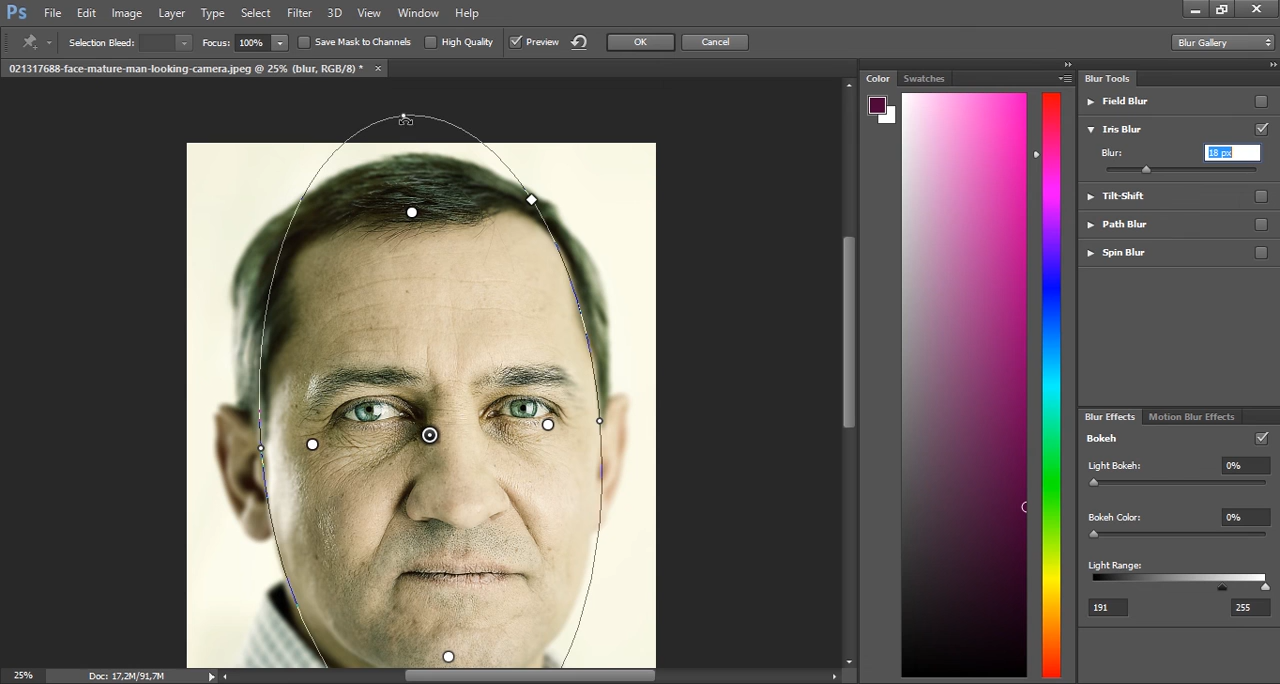 Ps File Edit Image Layer Type Select Filter 3D View Window Help
Selection Bleed: Focus: 100% Save Mask to Channels High Quality Preview OK Cancel Blur Gallery
021317688-face-mature-man-looking-camera.jpeg @ 25% (blur, RGB/8) * ×
Color Swatches
Blur Tools
Field Blur
Iris Blur
Blur: 18 px
Tilt-Shift
Path Blur
Spin Blur
Blur Effects Motion Blur Effects
Bokeh
Light Bokeh: 0%
Bokeh Color: 0%
Light Range:
191 255
25% Doc: 17,2M/91,7M